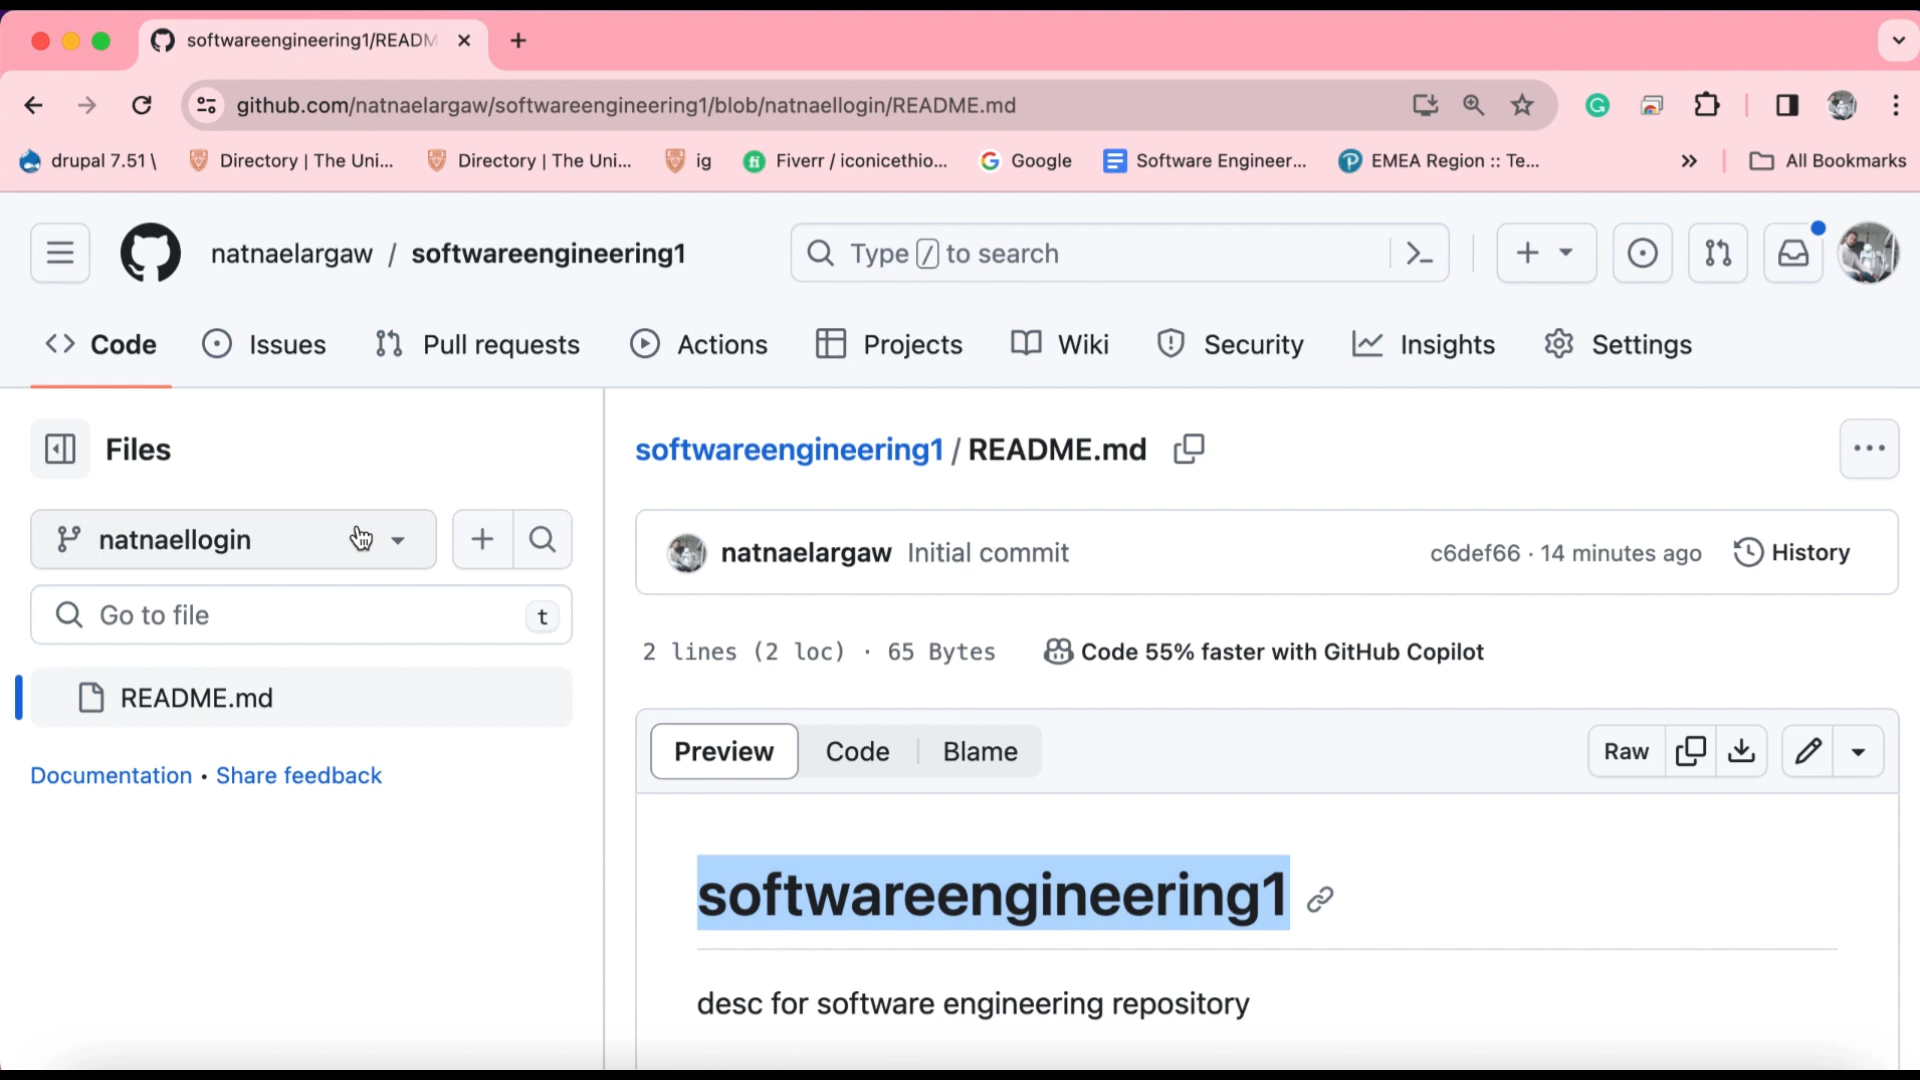 softwareengineering1/READM
github.com/natnaelargaw/softwareengineering1/blob/natnaellogin/README.md
drupal 7.51 \ Directory | The Uni... Directory | The Uni... ig Fiverr / iconicethio... Google Software Engineer... EMEA Region :: Te... » All Bookmarks
natnaelargaw / softwareengineering1 Type / to search
Code Issues Pull requests Actions Projects Wiki Security Insights Settings
Files
softwareengineering1 / README.md
natnaellogin
natnaelargaw Initial commit c6def66 · 14 minutes ago History
Go to file t
2 lines (2 loc) · 65 Bytes Code 55% faster with GitHub Copilot
README.md
Preview Code Blame Raw
Documentation • Share feedback
softwareengineering1
desc for software engineering repository